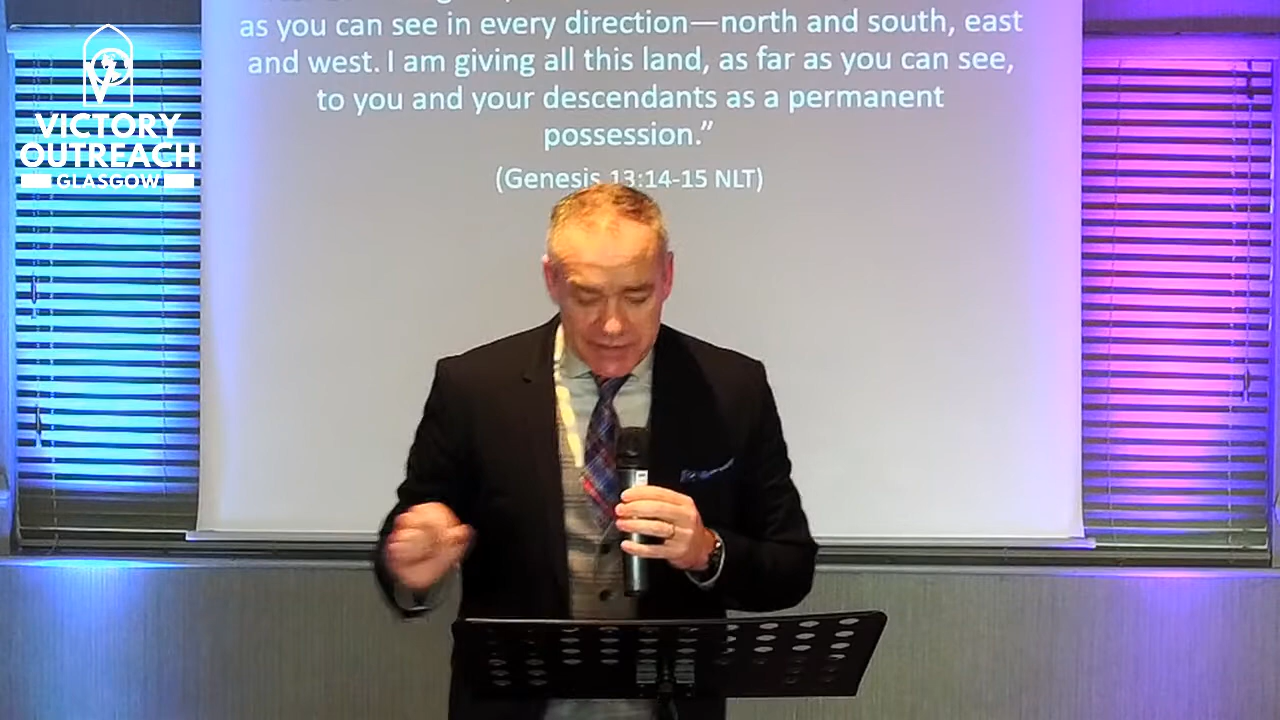 as you can see in every direction—north and south, east
and west. I am giving all this land, as far as you can see,
to you and your descendants as a permanent
possession.”
(Genesis 13:14-15 NLT)
VICTORY
OUTREACH
GLASGOW